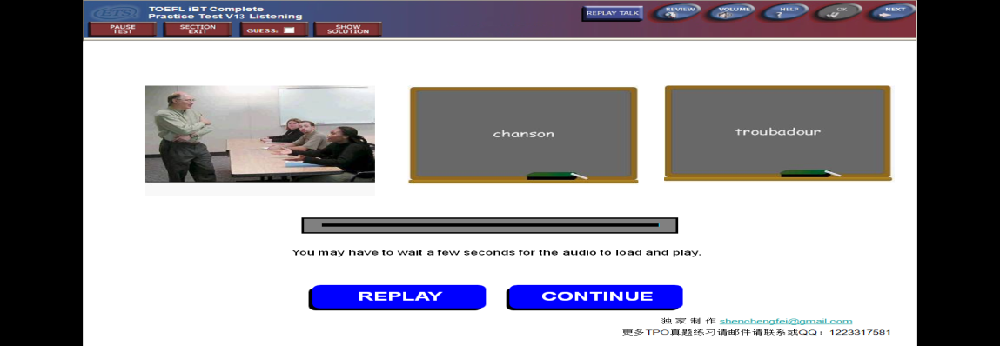 ETS
TOEFL iBT Complete
Practice Test V13 Listening
REPLAY TALK
REVIEW
VOLUME
HELP
?
OK
NEXT
PAUSE
TEST
SECTION
EXIT
GUESS:
SHOW
SOLUTION
chanson
troubadour
You may have to wait a few seconds for the audio to load and play.
REPLAY
CONTINUE
独 家 制 作 shenchengfei@gmail.com
更多TPO真题练习请邮件请联系或QQ：1223317581